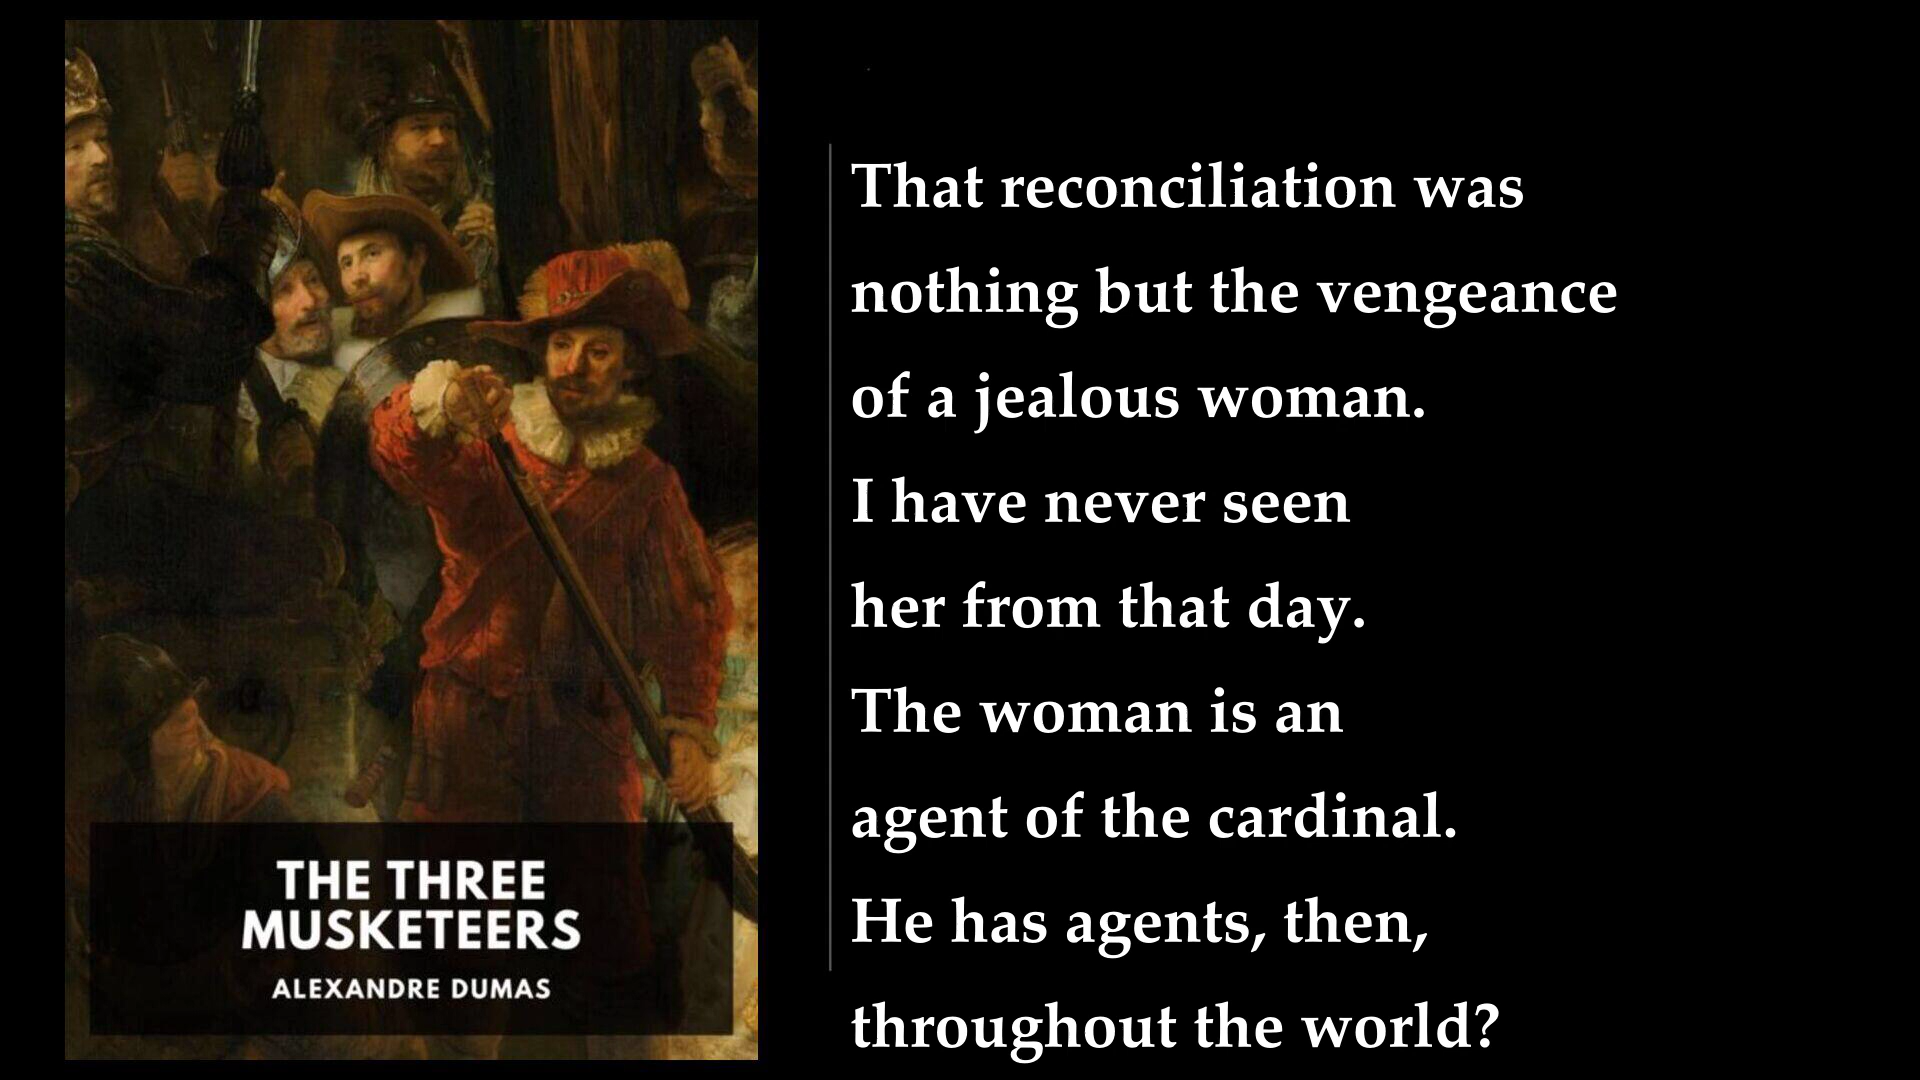 THE THREE
MUSKETEERS
ALEXANDRE DUMAS
That reconciliation was
nothing but the vengeance
of a jealous woman.
I have never seen
her from that day.
The woman is an
agent of the cardinal.
He has agents, then,
throughout the world?